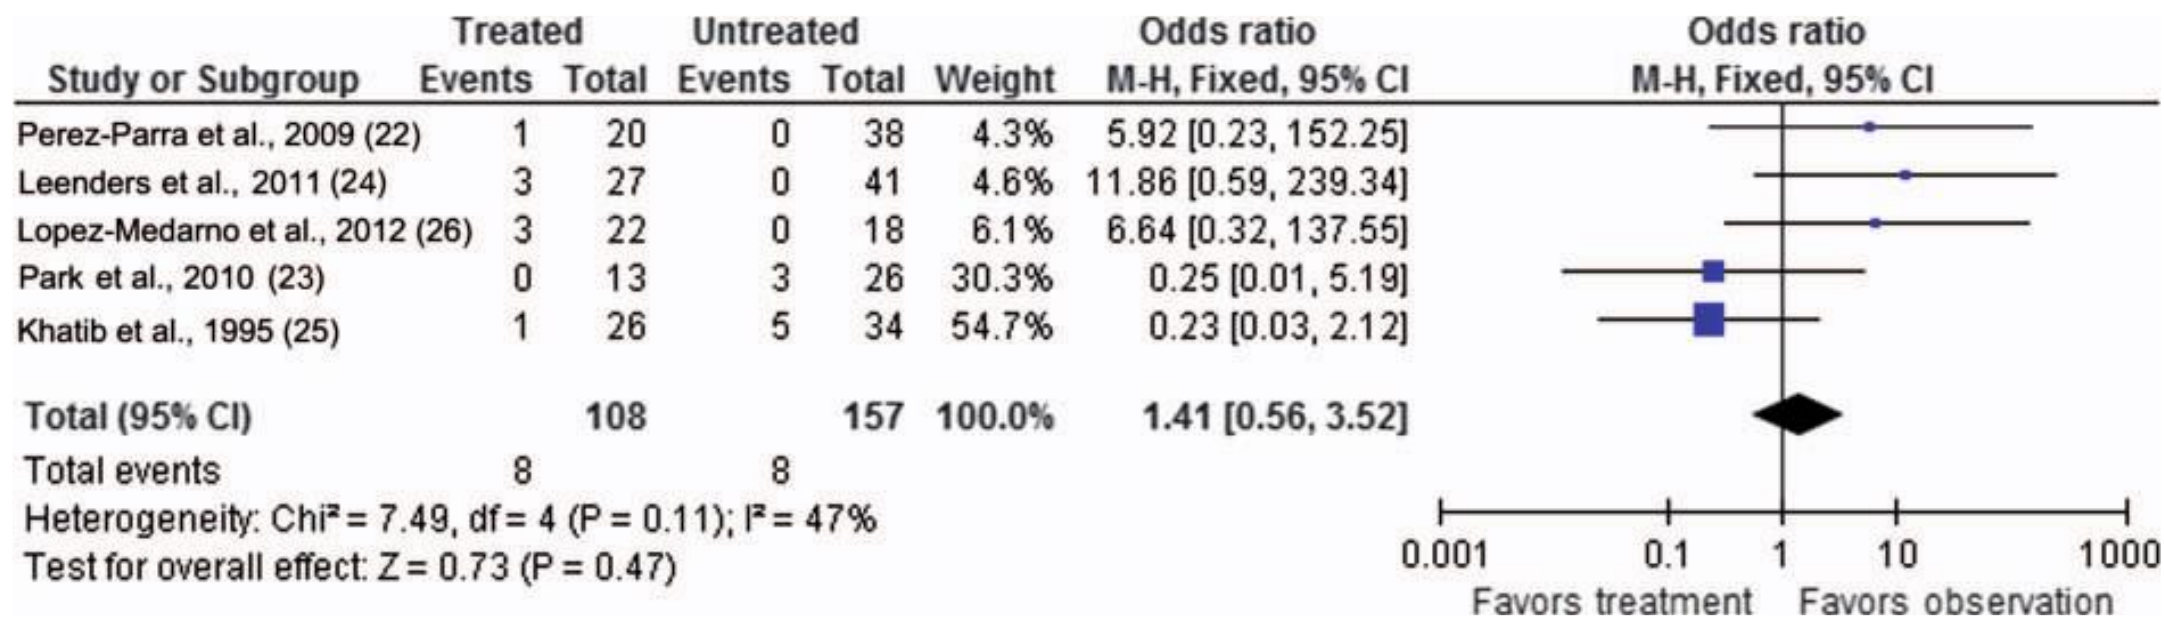 Treated Untreated Odds ratio Odds ratio
Study or Subgroup Events Total Events Total Weight M-H, Fixed, 95% CI M-H, Fixed, 95% CI
Perez-Parra et al., 2009 (22) 1 20 0 38 4.3% 5.92 [0.23, 152.25]
Leenders et al., 2011 (24) 3 27 0 41 4.6% 11.86 [0.59, 239.34]
Lopez-Medarno et al., 2012 (26) 3 22 0 18 6.1% 6.64 [0.32, 137.55]
Park et al., 2010 (23) 0 13 3 26 30.3% 0.25 [0.01, 5.19]
Khatib et al., 1995 (25) 1 26 5 34 54.7% 0.23 [0.03, 2.12]
Total (95% CI) 108 157 100.0% 1.41 [0.56, 3.52]
Total events 8 8
Heterogeneity: Chi² = 7.49, df = 4 (P = 0.11); I² = 47%
Test for overall effect: Z = 0.73 (P = 0.47)
0.001 0.1 1 10 1000
Favors treatment Favors observation